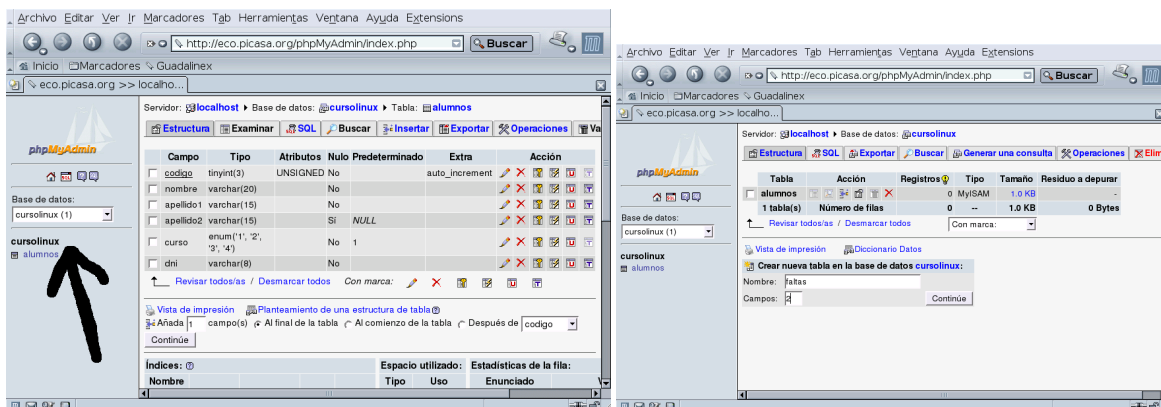 Archivo Editar Ver Ir Marcadores Tab Herramientas Ventana Ayuda Extensions
http://eco.picasa.org/phpMyAdmin/index.php Buscar
Inicio Marcadores Guadalinex
eco.picasa.org >> localho...
phpMyAdmin
SQL
Base de datos:
cursolinux (1)
cursolinux
alumnos
Servidor: localhost Base de datos: cursolinux Tabla: alumnos
Estructura Examinar SQL Buscar Insertar Exportar Operaciones Va
Campo Tipo Atributos Nulo Predeterminado Extra Acción
codigo tinyint(3) UNSIGNED No auto_increment
nombre varchar(20) No
apellido1 varchar(15) No
apellido2 varchar(15) Sí NULL
curso enum('1', '2', '3', '4') No 1
dni varchar(8) No
Revisar todos/as / Desmarcar todos Con marca:
Vista de impresión Planteamiento de una estructura de tabla
Añada 1 campo(s) Al final de la tabla Al comienzo de la tabla Después de codigo
Continúe
Índices: Espacio utilizado: Estadísticas de la fila:
Nombre Tipo Uso Enunciado V
Archivo Editar Ver Ir Marcadores Tab Herramientas Ventana Ayuda Extensions
http://eco.picasa.org/phpMyAdmin/index.php Buscar
Inicio Marcadores Guadalinex
eco.picasa.org >> localho...
phpMyAdmin
SQL
Base de datos:
cursolinux (1)
cursolinux
alumnos
Servidor: localhost Base de datos: cursolinux
Estructura SQL Exportar Buscar Generar una consulta Operaciones Elim
Tabla Acción Registros Tipo Tamaño Residuo a depurar
alumnos 0 MyISAM 1.0 KB -
1 tabla(s) Número de filas 0 -- 1.0 KB 0 Bytes
Revisar todos/as / Desmarcar todos Con marca:
Vista de impresión Diccionario Datos
Crear nueva tabla en la base de datos cursolinux:
Nombre: faltas
Campos: 2 Continúe